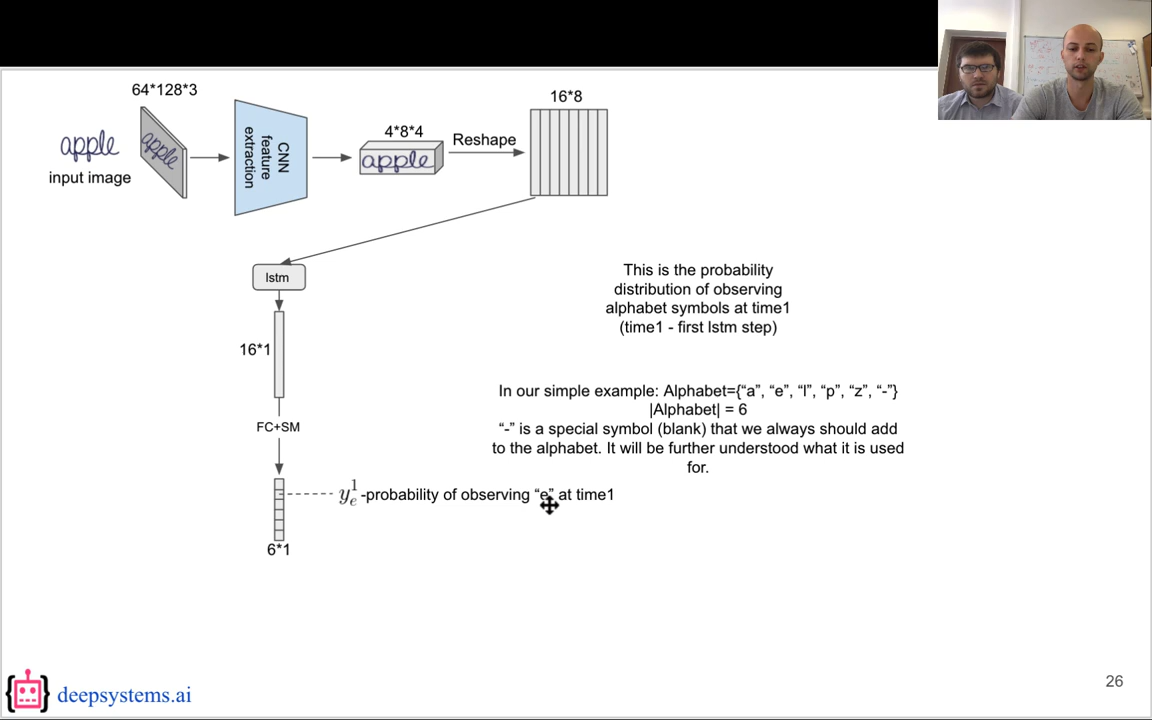 64*128*3
apple
input image
apple
CNN
feature
extraction
4*8*4
apple
Reshape
16*8
lstm
16*1
FC+SM
6*1
This is the probability
distribution of observing
alphabet symbols at time1
(time1 - first lstm step)
In our simple example: Alphabet={“a”, “e”, “l”, “p”, “z”, “-”}
|Alphabet| = 6
“-” is a special symbol (blank) that we always should add
to the alphabet. It will be further understood what it is used
for.
y_e^1 -probability of observing “e” at time1
deepsystems.ai
26